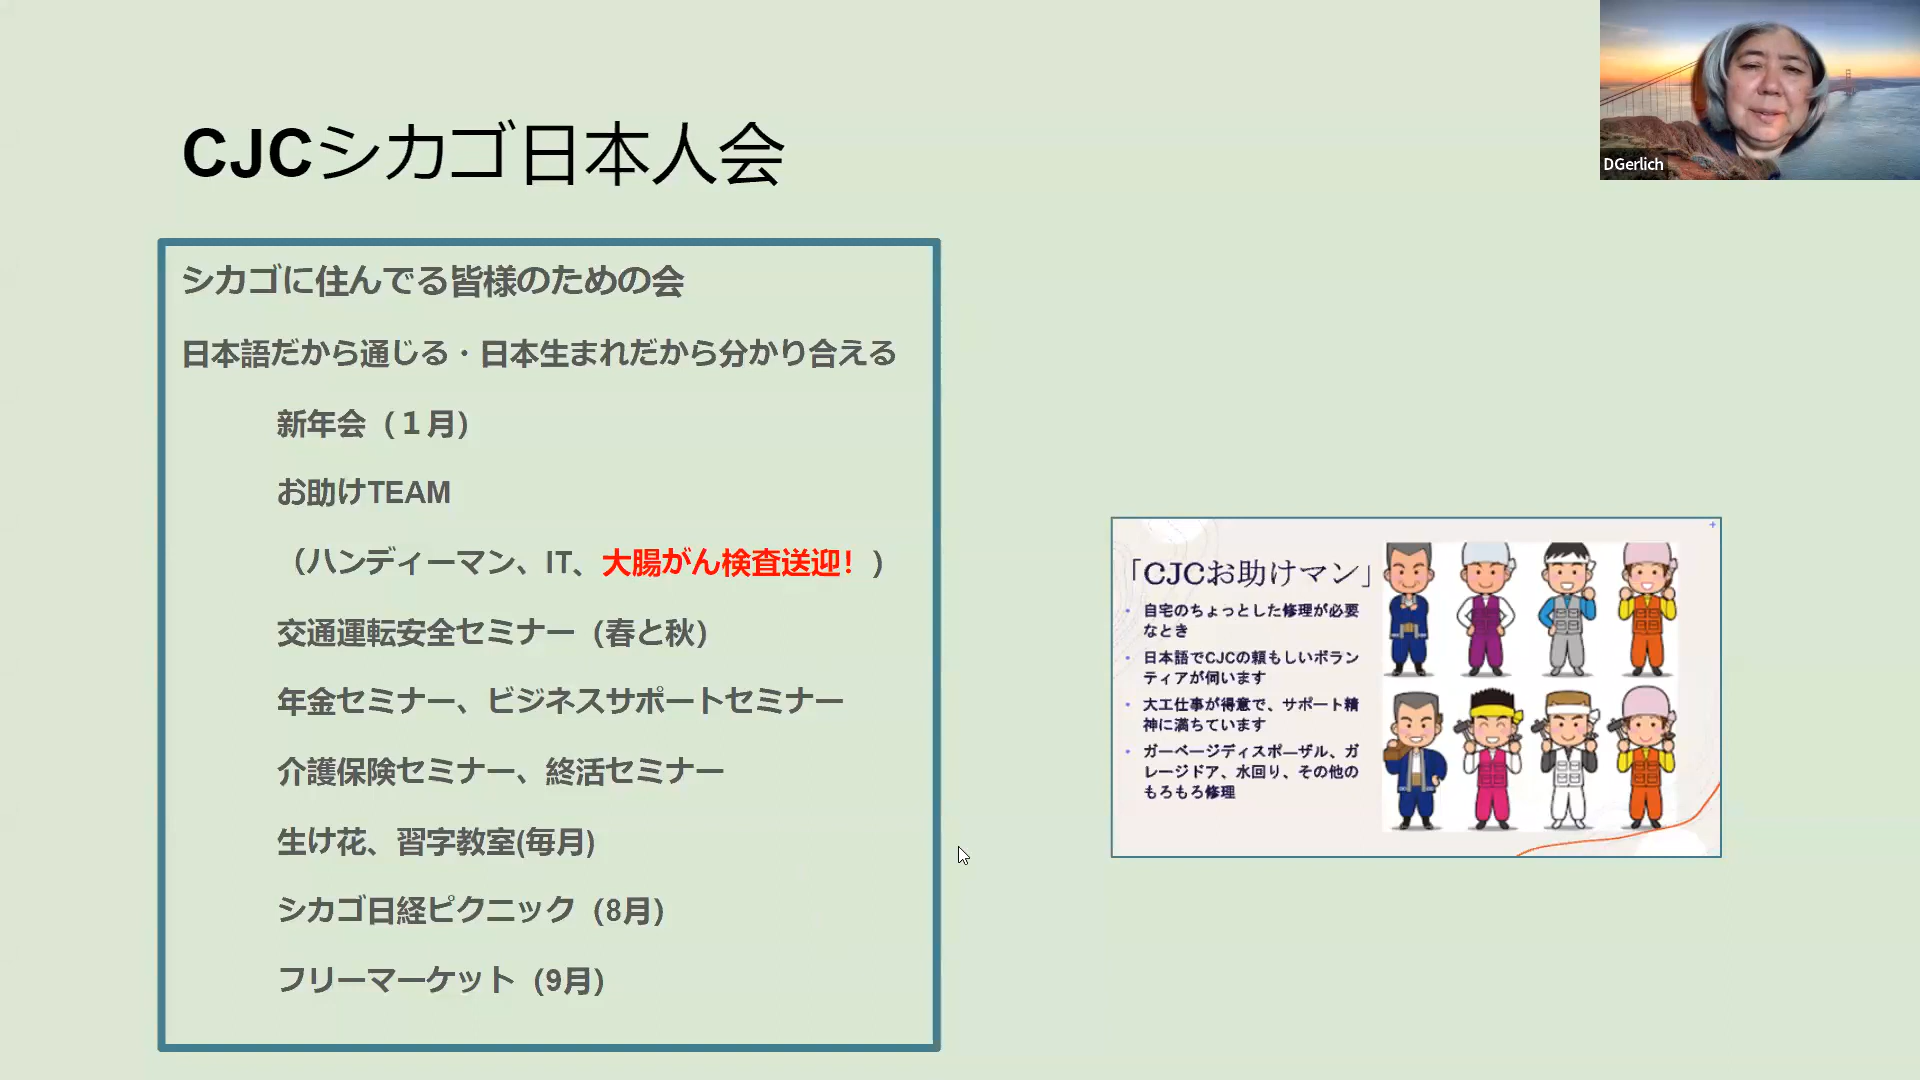 CJCシカゴ日本人会
DGerlich
シカゴに住んでる皆様のための会
日本語だから通じる・日本生まれだから分かり合える
新年会（１月）
お助けTEAM
（ハンディーマン、IT、大腸がん検査送迎！）
交通運転安全セミナー（春と秋）
年金セミナー、ビジネスサポートセミナー
介護保険セミナー、終活セミナー
生け花、習字教室(毎月)
シカゴ日経ピクニック（8月）
フリーマーケット（9月）
「CJCお助けマン」
• 自宅のちょっとした修理が必要
なとき
• 日本語でCJCの頼もしいボラン
ティアが伺います
• 大工仕事が得意で、サポート精
神に満ちています
• ガーベージディスポーザル、ガ
レージドア、水回り、その他の
もろもろ修理